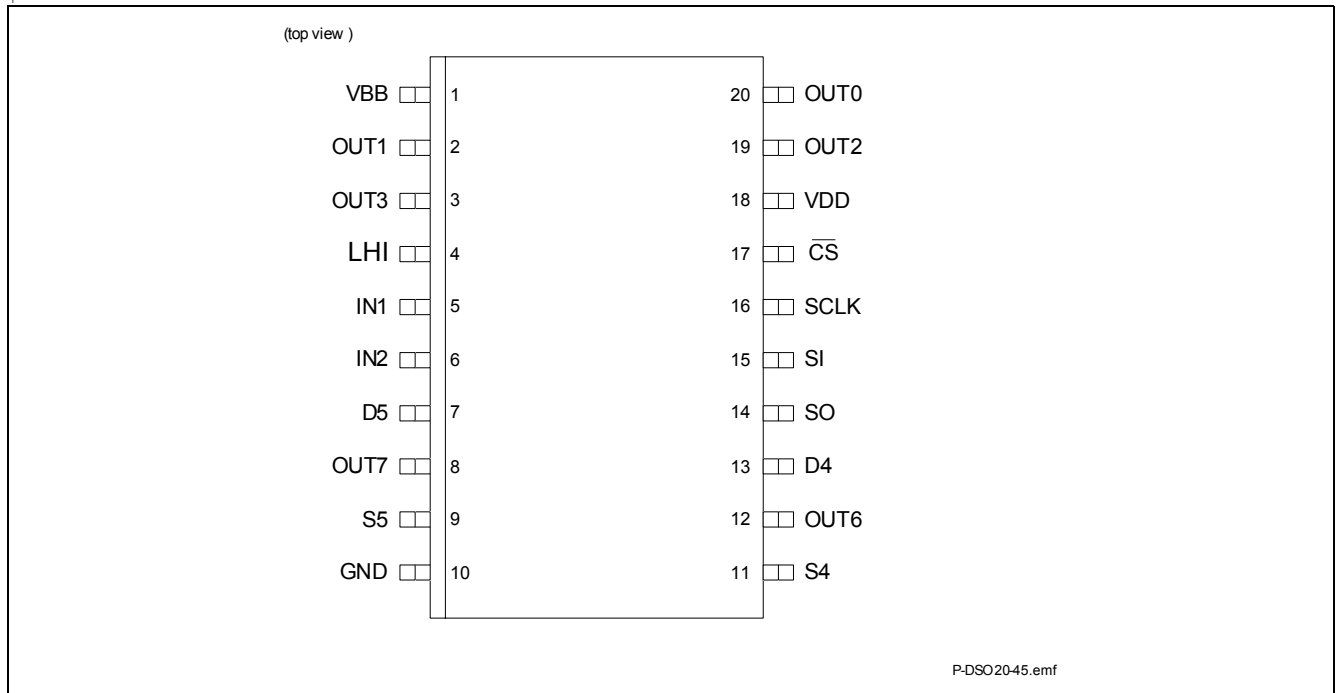 (top view )
VBB 1 20 OUT0
OUT1 2 19 OUT2
OUT3 3 18 VDD
LHI 4 17 C̅S̅
IN1 5 16 SCLK
IN2 6 15 SI
D5 7 14 SO
OUT7 8 13 D4
S5 9 12 OUT6
GND 10 11 S4
P-DSO20-45.emf